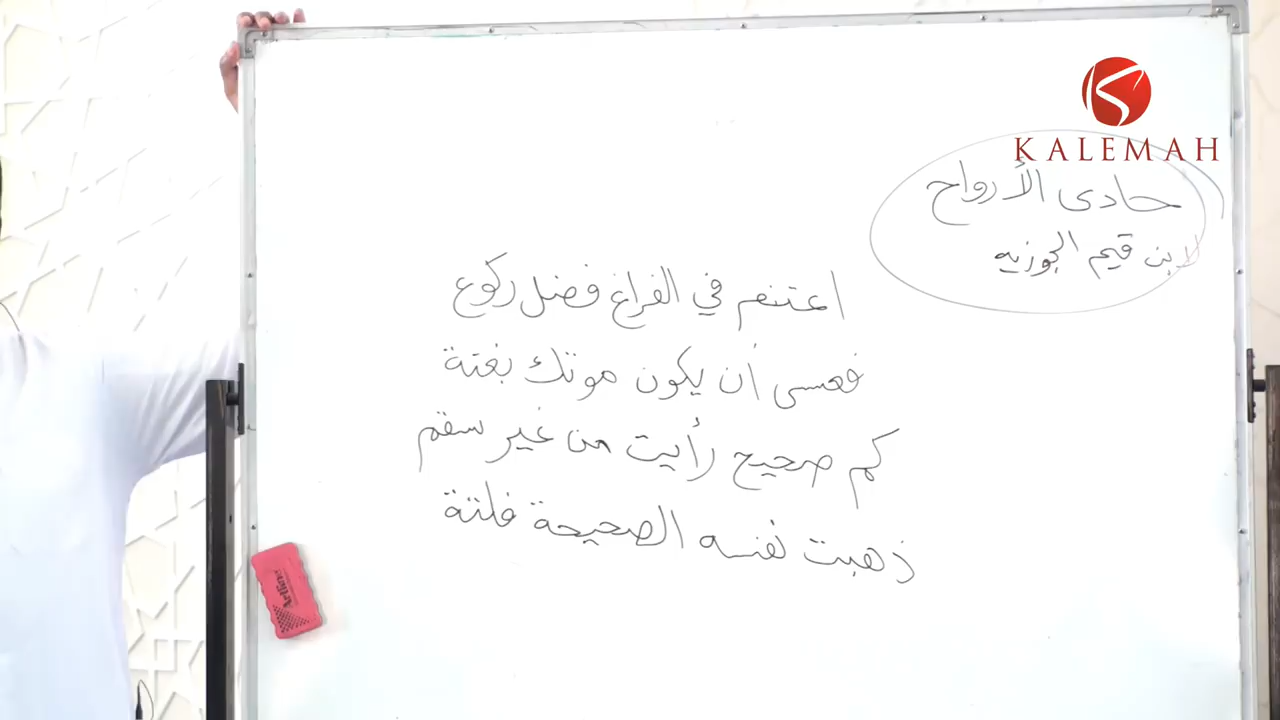 KALEMAH
حادى الأرواح
لابن قيم الجوزيه
اغتنم في الفراغ فضل ركوع
فعسى أن يكون موتك بغتة
كم صحيح رأيت من غير سقم
ذهبت نفسه الصحيحة فلتة
Artline